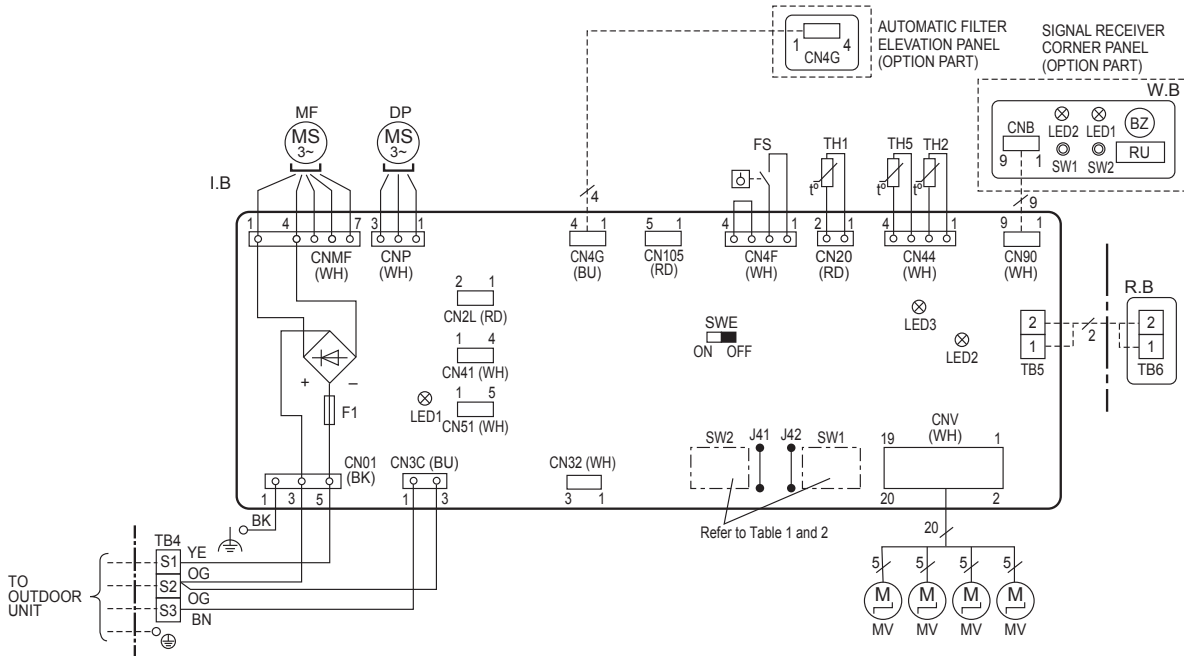 AUTOMATIC FILTER
ELEVATION PANEL
(OPTION PART)
1 4
CN4G
SIGNAL RECEIVER
CORNER PANEL
(OPTION PART)
W.B
CNB
9 1
LED2 LED1
SW1 SW2
BZ
RU
MF
MS
3~
DP
MS
3~
FS
TH1
t°
TH5
t°
TH2
t°
4
9
I.B
1 4 7
CNMF
(WH)
3 1
CNP
(WH)
4 1
CN4G
(BU)
5 1
CN105
(RD)
4 1
CN4F
(WH)
2 1
CN20
(RD)
4 1
CN44
(WH)
9 1
CN90
(WH)
R.B
2 1
CN2L (RD)
1 4
CN41 (WH)
1 5
CN51 (WH)
LED1
SWE
ON OFF
LED3
LED2
2
1
TB5
2
2
1
TB6
+ –
F1
CN01
(BK)
1 3 5
CN3C (BU)
1 3
CN32 (WH)
3 1
SW2 J41 J42 SW1
CNV
(WH)
19 1
20 2
Refer to Table 1 and 2
20
5 5 5 5
M M M M
MV MV MV MV
BK
TB4
S1 YE
S2 OG
OG
S3 BN
TO
OUTDOOR
UNIT